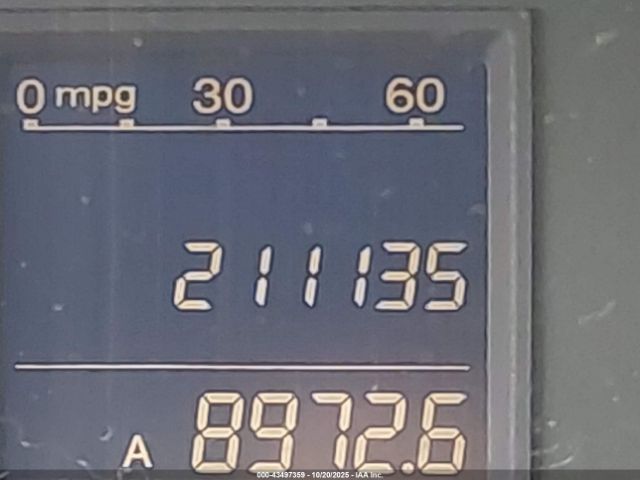 0 mpg 30 60
211135
A 8972.6
000-43497359 - 10/20/2025 - IAA Inc.